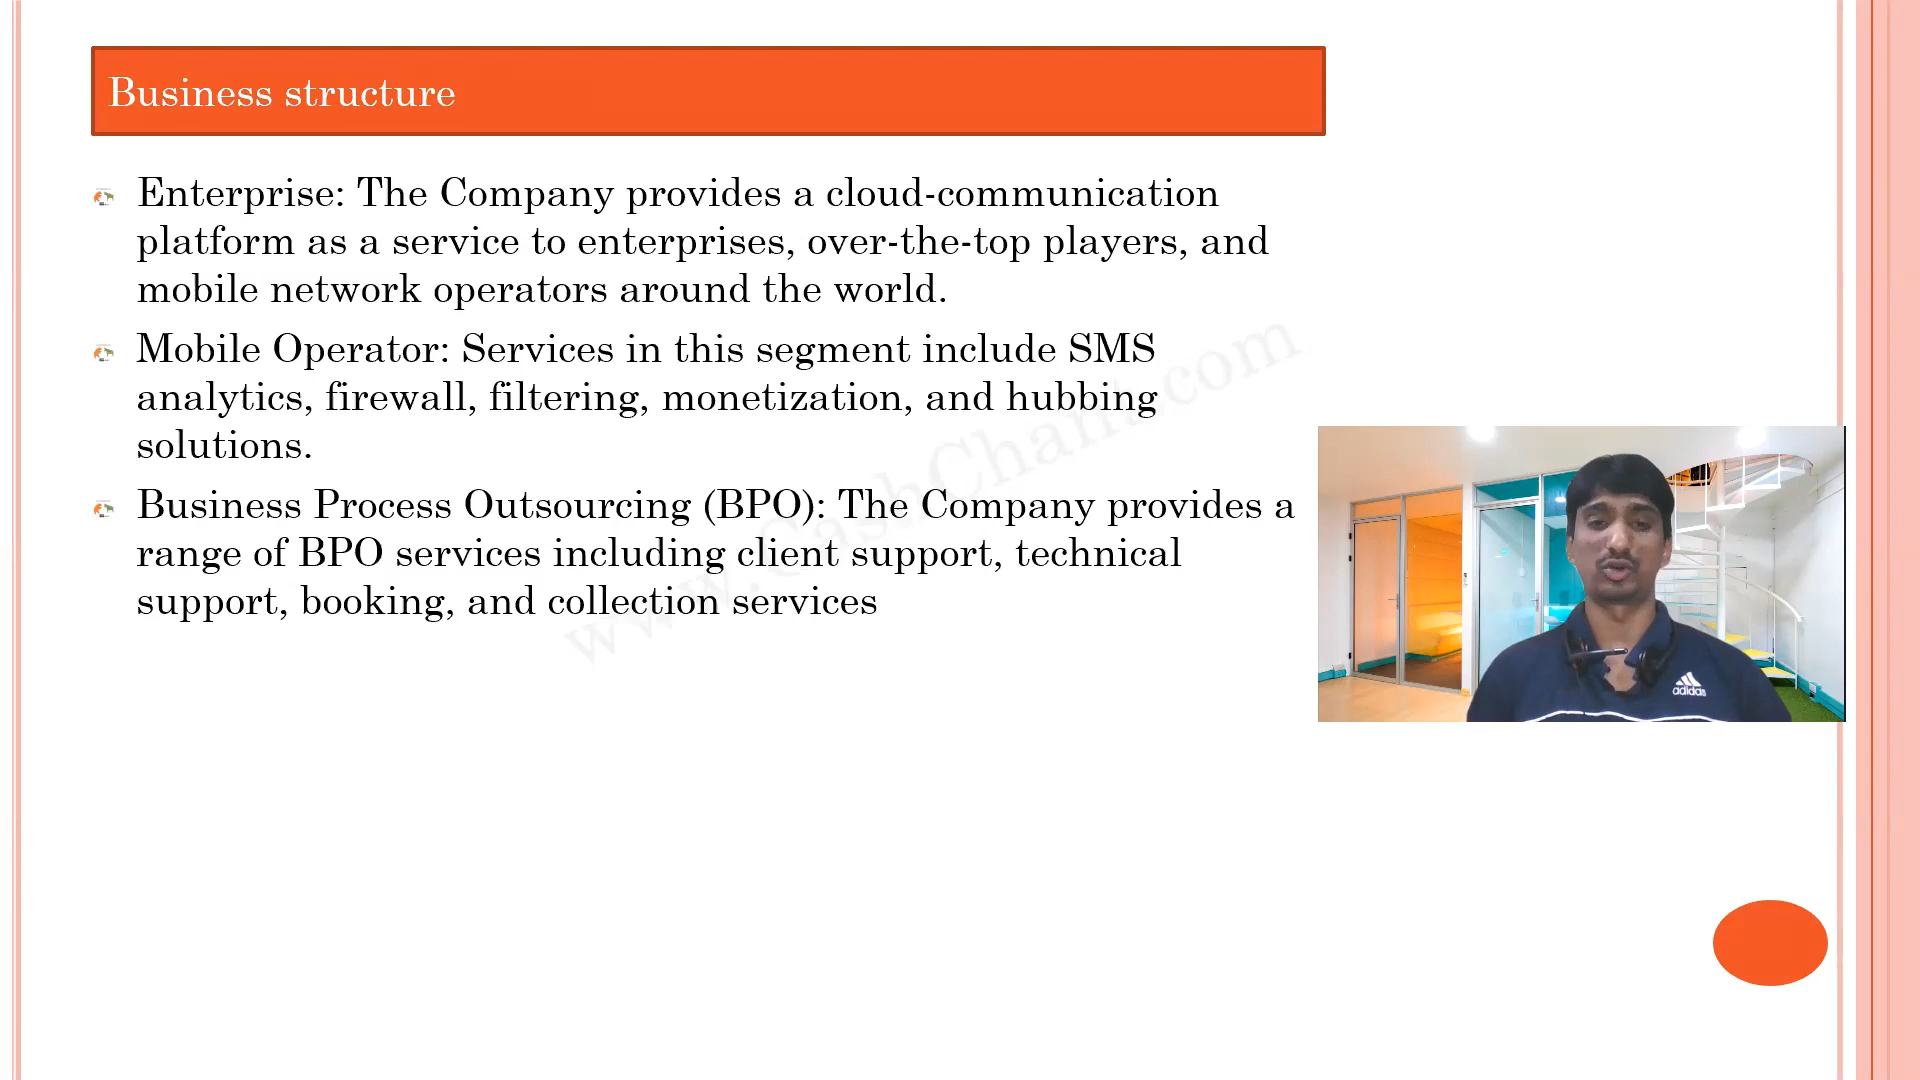 Business structure
Enterprise: The Company provides a cloud-communication
platform as a service to enterprises, over-the-top players, and
mobile network operators around the world.
Mobile Operator: Services in this segment include SMS
analytics, firewall, filtering, monetization, and hubbing
solutions.
Business Process Outsourcing (BPO): The Company provides a
range of BPO services including client support, technical
support, booking, and collection services
www.CashChant.com
adidas